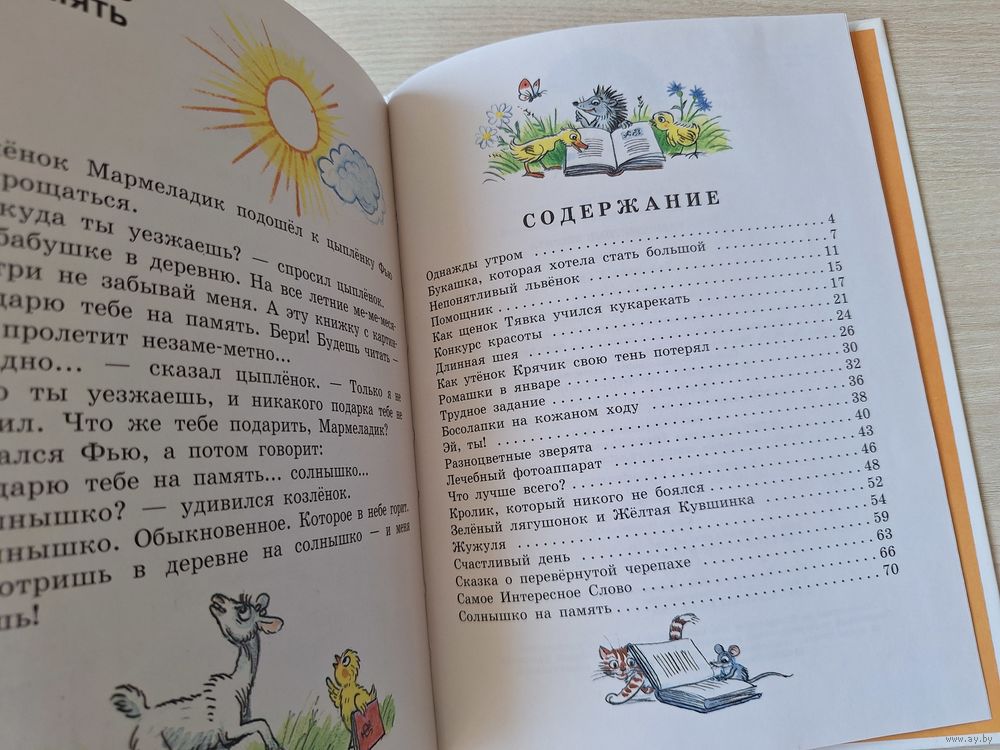 МЯТЬ
Мармеладик подошёл к цыплёнку Фью
рощаться.
куда ты уезжаешь? — спросил цыплёнок.
бабушке в деревню. На все летние ме-ме-меся-
три не забывай меня. А эту книжку с картин-
дарю тебе на память. Бери! Будешь читать —
пролетит незаме-метно...
дно... — сказал цыплёнок. — Только я не
ты уезжаешь, и никакого подарка тебе не
ил. Что же тебе подарить, Мармеладик?
ался Фью, а потом говорит:
дарю тебе на память... солнышко...
лнышко? — удивился козлёнок.
лнышко. Обыкновенное. Которое в небе горит.
отришь в деревне на солнышко — и меня
шь!
СОДЕРЖАНИЕ
Однажды утром 4
Букашка, которая хотела стать большой 7
Непонятливый львёнок 11
Помощник 15
Как щенок Тявка учился кукарекать 17
Конкурс красоты 21
Длинная шея 24
Как утёнок Крячик свою тень потерял 26
Ромашки в январе 30
Трудное задание 32
Босолапки на кожаном ходу 36
Эй, ты! 38
Разноцветные зверята 40
Лечебный фотоаппарат 43
Что лучше всего? 46
Кролик, который никого не боялся 48
Зелёный лягушонок и Жёлтая Кувшинка 52
Жужуля 54
Счастливый день 59
Сказка о перевёрнутой черепахе 63
Самое Интересное Слово 66
Солнышко на память 70
www.ay.by